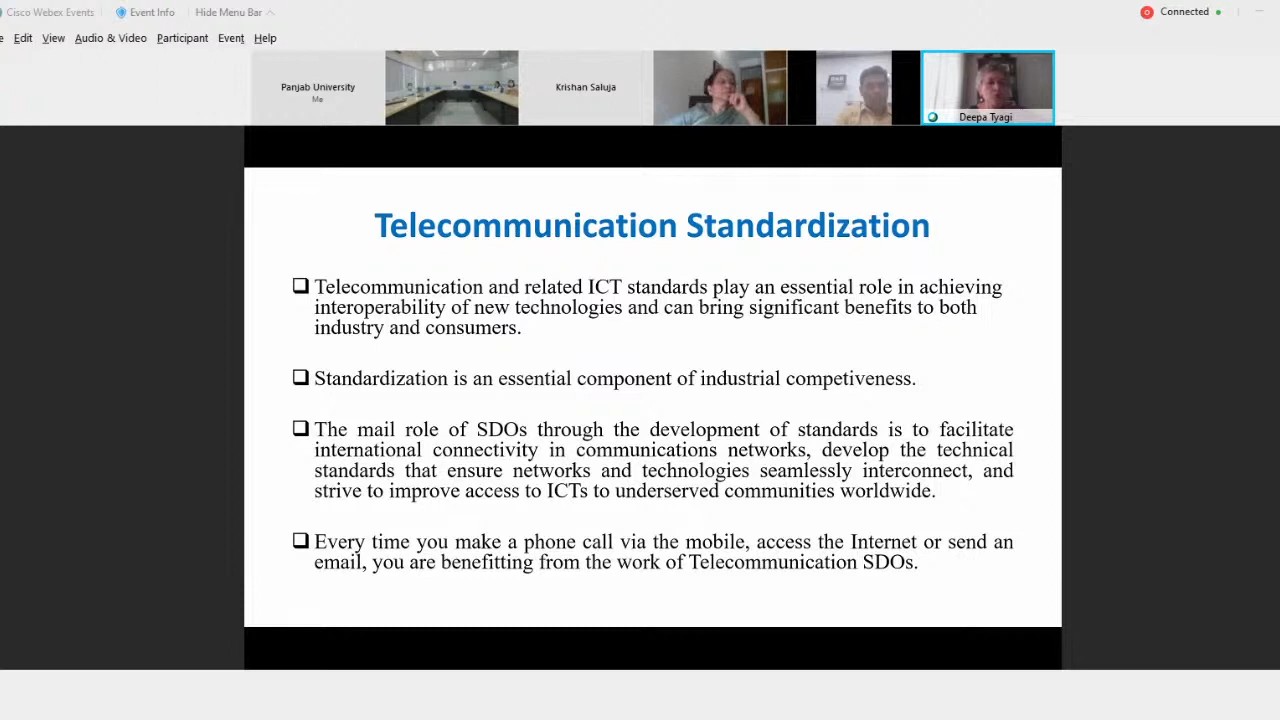 Cisco Webex Events Event Info Hide Menu Bar Connected
Edit View Audio & Video Participant Event Help
Panjab University
Me
Krishan Saluja
Deepa Tyagi
Telecommunication Standardization
Telecommunication and related ICT standards play an essential role in achieving
interoperability of new technologies and can bring significant benefits to both
industry and consumers.
Standardization is an essential component of industrial competiveness.
The mail role of SDOs through the development of standards is to facilitate
international connectivity in communications networks, develop the technical
standards that ensure networks and technologies seamlessly interconnect, and
strive to improve access to ICTs to underserved communities worldwide.
Every time you make a phone call via the mobile, access the Internet or send an
email, you are benefitting from the work of Telecommunication SDOs.